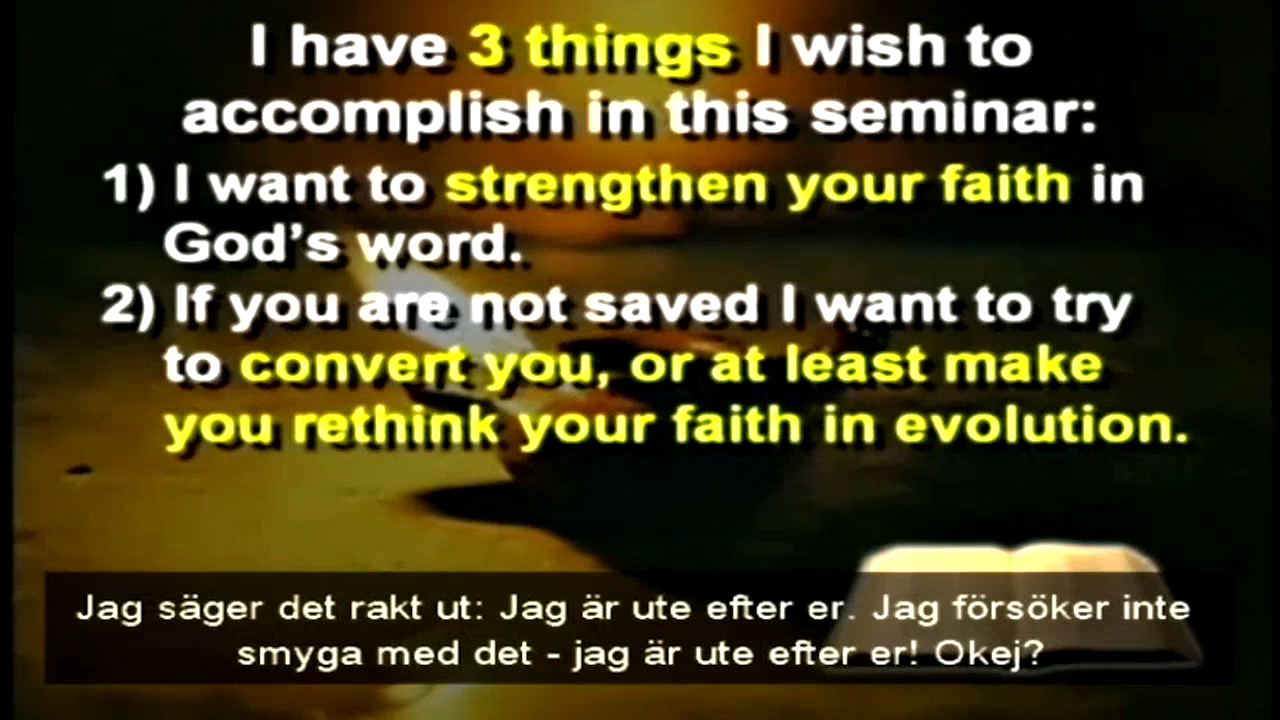 I have 3 things I wish to
accomplish in this seminar:
1) I want to strengthen your faith in
God's word.
2) If you are not saved I want to try
to convert you, or at least make
you rethink your faith in evolution.
Jag säger det rakt ut: Jag är ute efter er. Jag försöker inte
smyga med det - jag är ute efter er! Okej?